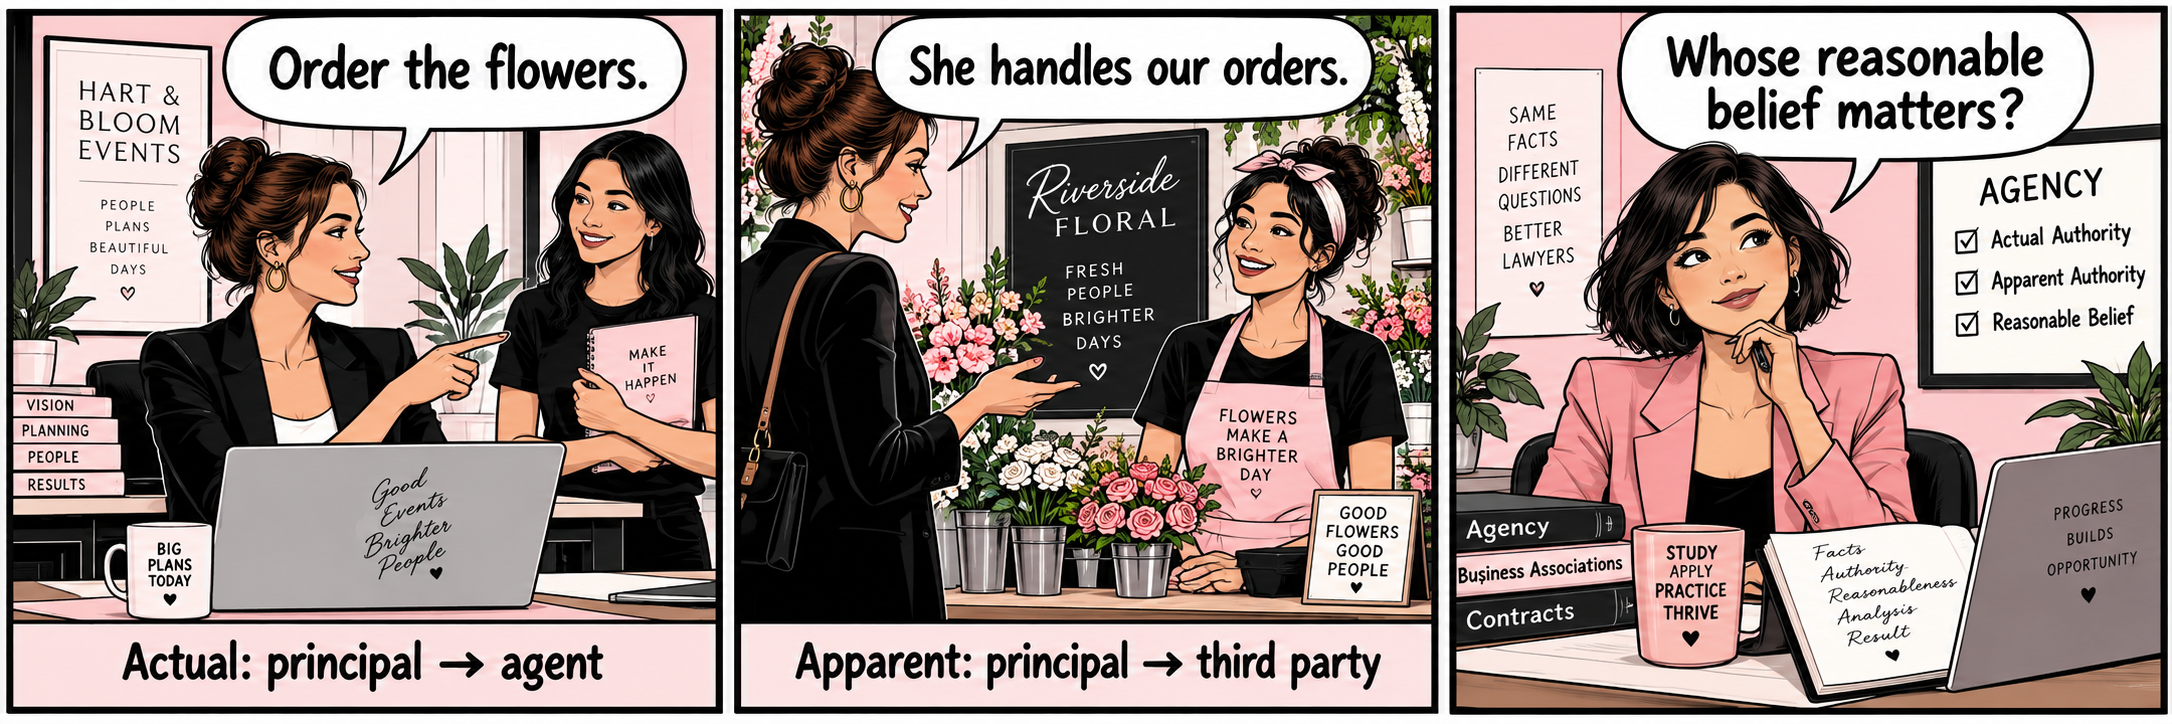 Order the flowers.
HART &
BLOOM
EVENTS
PEOPLE
PLANS
BEAUTIFUL
DAYS
MAKE
IT
HAPPEN
VISION
PLANNING
PEOPLE
RESULTS
BIG
PLANS
TODAY
Good
Events
Brighter
People
Actual: principal → agent
She handles our orders.
Riverside
FLORAL
FRESH
PEOPLE
BRIGHTER
DAYS
FLOWERS
MAKE A
BRIGHTER
DAY
GOOD
FLOWERS
GOOD
PEOPLE
Apparent: principal → third party
Whose reasonable
belief matters?
SAME
FACTS
DIFFERENT
QUESTIONS
BETTER
LAWYERS
AGENCY
Actual Authority
Apparent Authority
Reasonable Belief
Agency
Business Associations
Contracts
STUDY
APPLY
PRACTICE
THRIVE
Facts
Authority-
Reasonableness
Analysis
Result
PROGRESS
BUILDS
OPPORTUNITY